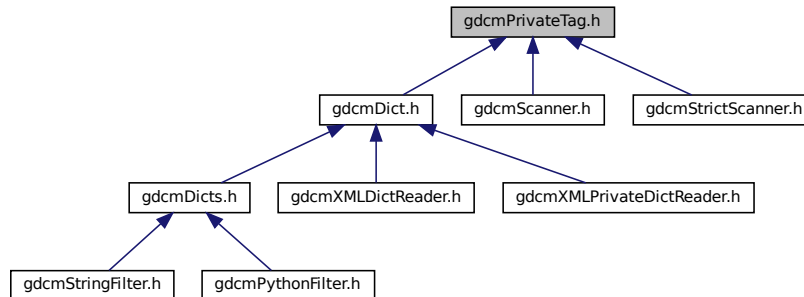 gdcmPrivateTag.h
gdcmDict.h
gdcmScanner.h
gdcmStrictScanner.h
gdcmDicts.h
gdcmXMLDictReader.h
gdcmXMLPrivateDictReader.h
gdcmStringFilter.h
gdcmPythonFilter.h